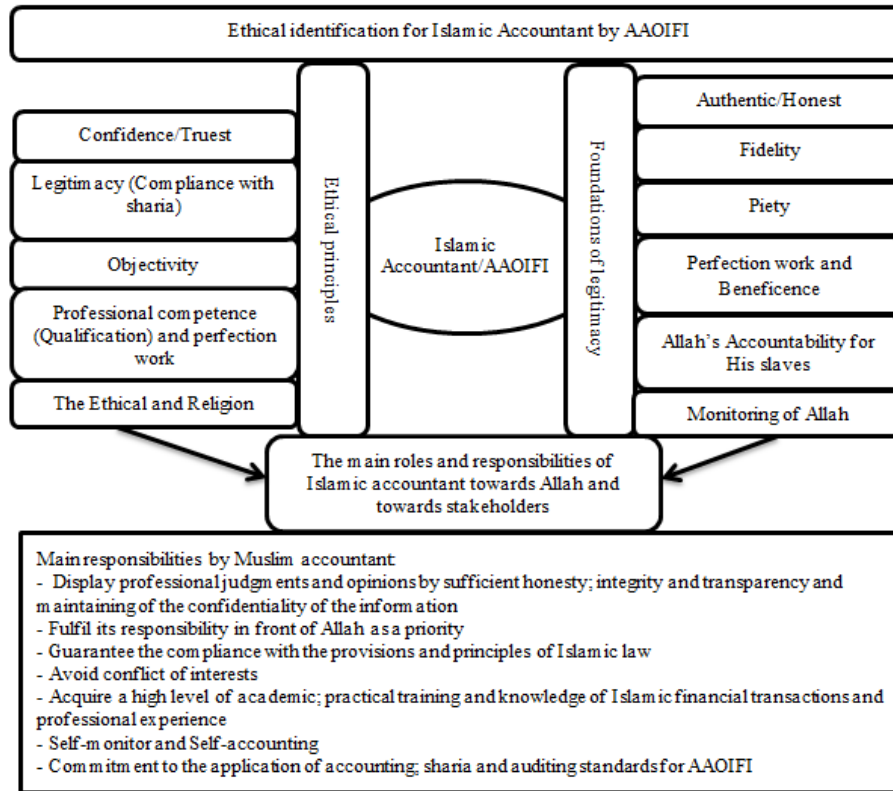 Ethical identification for Islamic Accountant by AAOIFI
Confidence/Truest
Legitimacy (Compliance with
sharia)
Objectivity
Professional competence
(Qualification) and perfection
work
The Ethical and Religion
Ethical principles
Islamic
Accountant/AAOIFI
Foundations of legitimacy
Authentic/Honest
Fidelity
Piety
Perfection work and
Beneficence
Allah's Accountability for
His slaves
Monitoring of Allah
The main roles and responsibilities of
Islamic accountant towards Allah and
towards stakeholders
Main responsibilities by Muslim accountant:
- Display professional judgments and opinions by sufficient honesty; integrity and transparency and
maintaining of the confidentiality of the information
- Fulfil its responsibility in front of Allah as a priority
- Guarantee the compliance with the provisions and principles of Islamic law
- Avoid conflict of interests
- Acquire a high level of academic; practical training and knowledge of Islamic financial transactions and
professional experience
- Self-monitor and Self-accounting
- Commitment to the application of accounting; sharia and auditing standards for AAOIFI